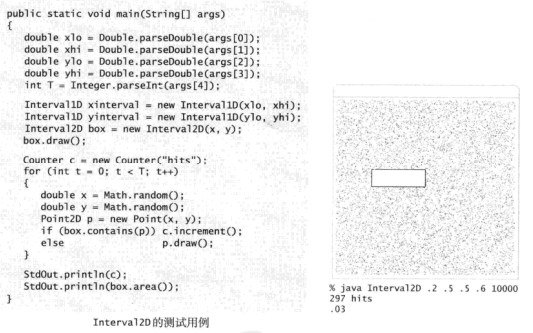 public static void main(String[] args)
{
double xlo = Double.parseDouble(args[0]);
double xhi = Double.parseDouble(args[1]);
double ylo = Double.parseDouble(args[2]);
double yhi = Double.parseDouble(args[3]);
int T = Integer.parseInt(args[4]);
Interval1D xinterval = new Interval1D(xlo, xhi);
Interval1D yinterval = new Interval1D(ylo, yhi);
Interval2D box = new Interval2D(x, y);
box.draw();
Counter c = new Counter("hits");
for (int t = 0; t < T; t++)
{
double x = Math.random();
double y = Math.random();
Point2D p = new Point(x, y);
if (box.contains(p)) c.increment();
else p.draw();
}
StdOut.println(c);
StdOut.println(box.area());
}
Interval2D的测试用例
% java Interval2D .2 .5 .5 .6 10000
297 hits
.03